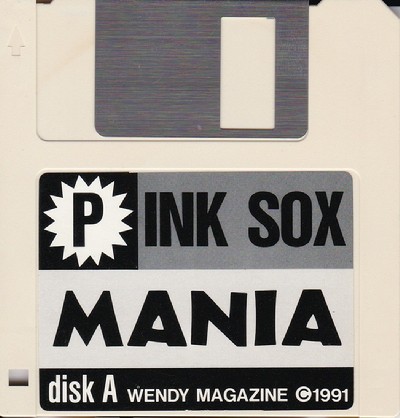 PINK SOX
MANIA
disk A WENDY MAGAZINE ©1991